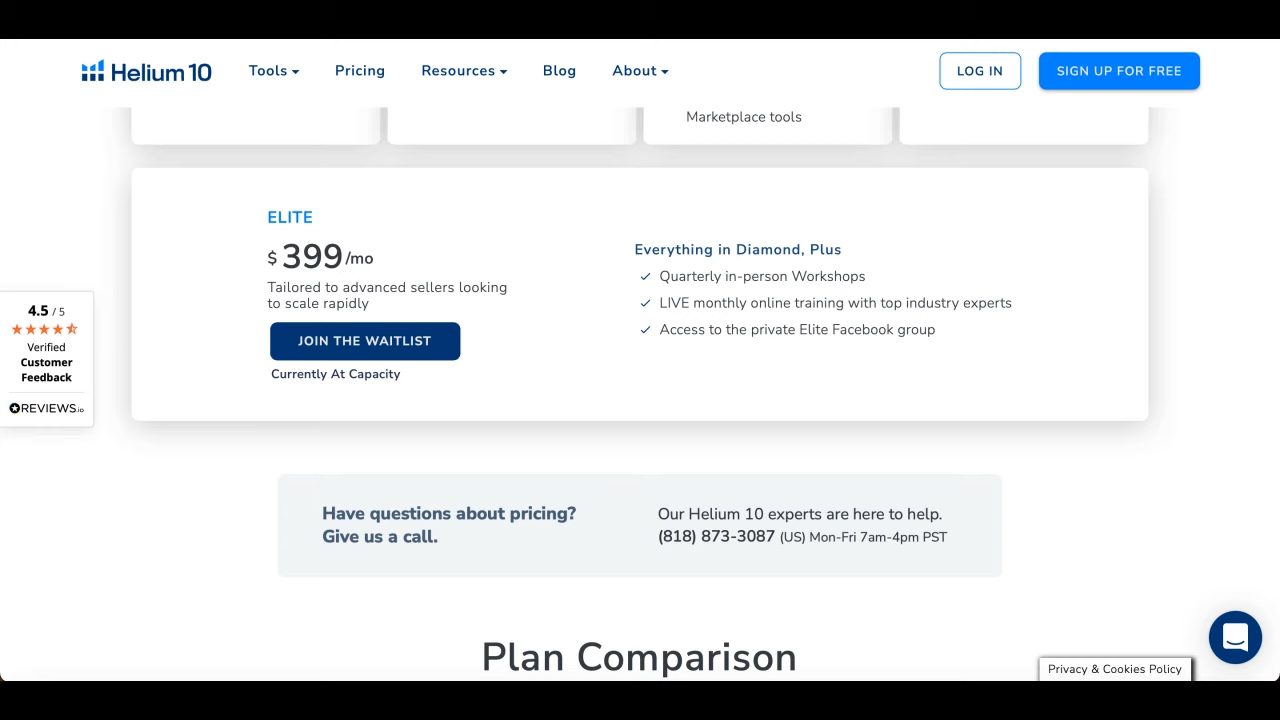 Helium 10
Tools
Pricing
Resources
Blog
About
LOG IN
SIGN UP FOR FREE
Marketplace tools
ELITE
$ 399/mo
Tailored to advanced sellers looking
to scale rapidly
JOIN THE WAITLIST
Currently At Capacity
Everything in Diamond, Plus
Quarterly in-person Workshops
LIVE monthly online training with top industry experts
Access to the private Elite Facebook group
4.5 / 5
Verified
Customer
Feedback
REVIEWS.io
Have questions about pricing?
Give us a call.
Our Helium 10 experts are here to help.
(818) 873-3087 (US) Mon-Fri 7am-4pm PST
Plan Comparison
Privacy & Cookies Policy